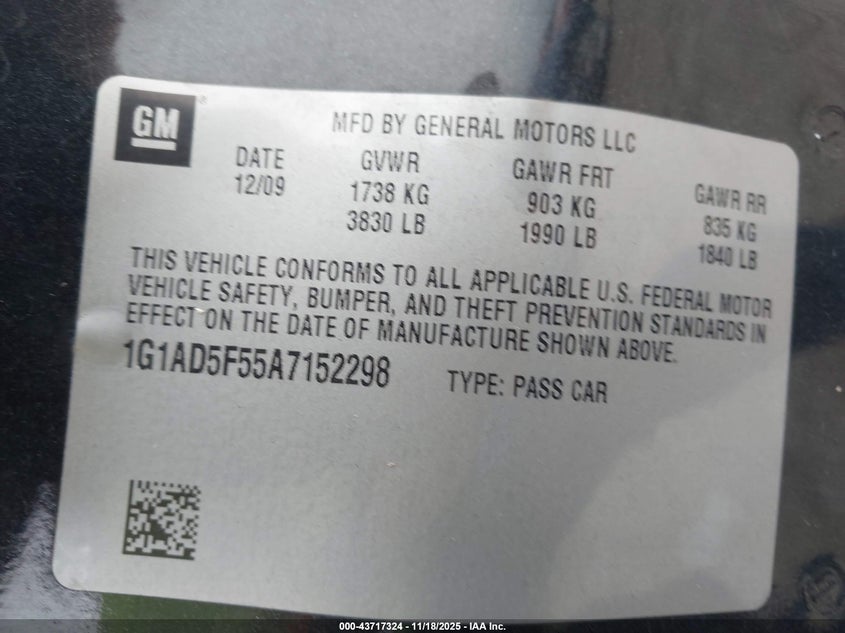 GM
MFD BY GENERAL MOTORS LLC
DATE GVWR GAWR FRT GAWR RR
12/09 1738 KG 903 KG 835 KG
3830 LB 1990 LB 1840 LB
THIS VEHICLE CONFORMS TO ALL APPLICABLE U.S. FEDERAL MOTOR
VEHICLE SAFETY, BUMPER, AND THEFT PREVENTION STANDARDS IN
EFFECT ON THE DATE OF MANUFACTURE SHOWN ABOVE.
1G1AD5F55A7152298 TYPE: PASS CAR
000-43717324 - 11/18/2025 - IAA Inc.